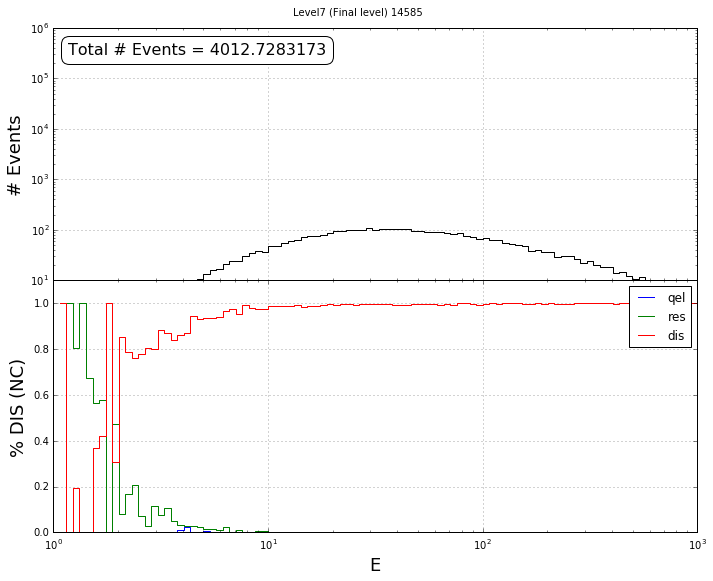 Level7 (Final level) 14585
Total # Events = 4012.7283173
# Events
10^6
10^5
10^4
10^3
10^2
10^1
% DIS (NC)
1.0
0.8
0.6
0.4
0.2
0.0
qel
res
dis
10^0 10^1 10^2 10^3
E